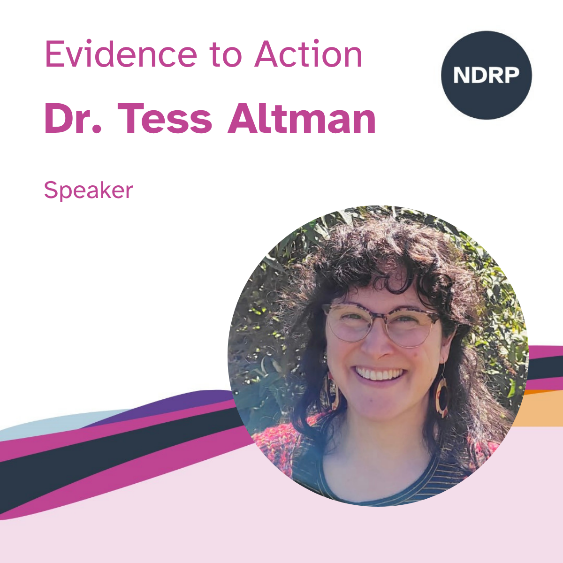 Evidence to Action
NDRP
Dr. Tess Altman
Speaker